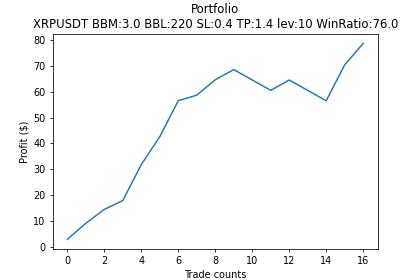 Portfolio
XRPUSDT BBM:3.0 BBL:220 SL:0.4 TP:1.4 lev:10 WinRatio:76.0
80
70
60
50
40
30
20
10
0
Profit ($)
0 2 4 6 8 10 12 14 16
Trade counts